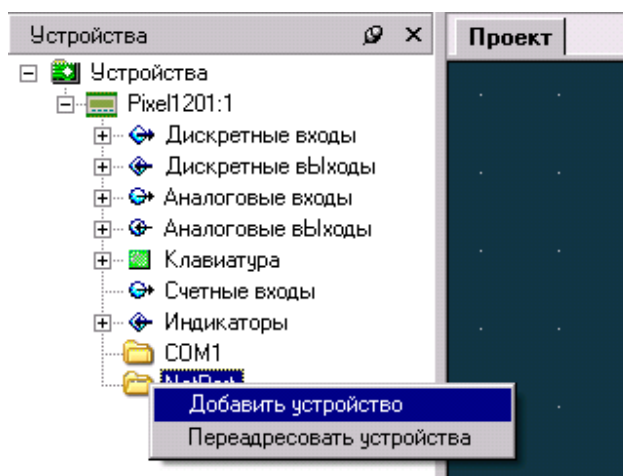 Устройства
Проект
Устройства
Pixel1201:1
Дискретные входы
Дискретные вЫходы
Аналоговые входы
Аналоговые вЫходы
Клавиатура
Счетные входы
Индикаторы
COM1
Добавить устройство
Переадресовать устройства